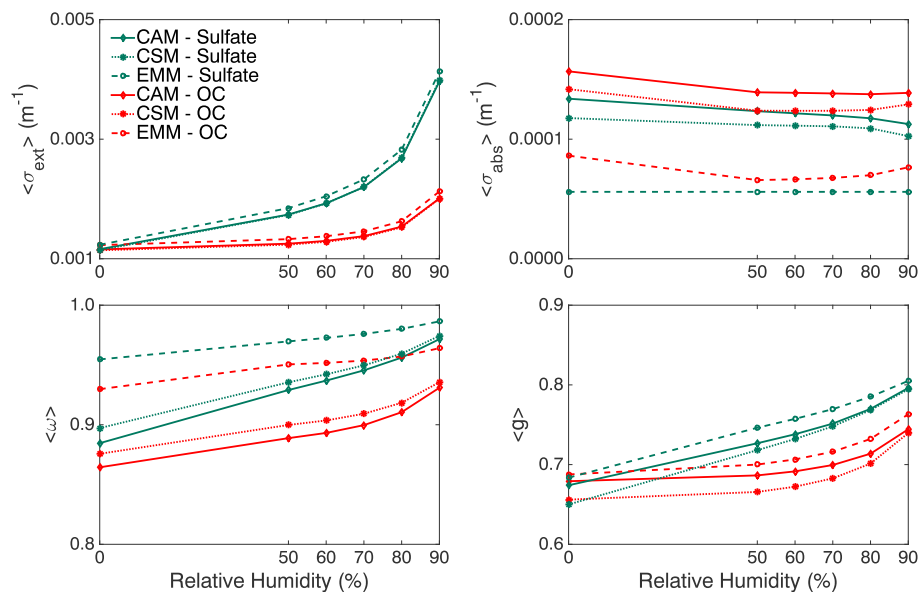 0.005
0.003
0.001
<σext> (m⁻¹)
CAM - Sulfate
CSM - Sulfate
EMM - Sulfate
CAM - OC
CSM - OC
EMM - OC
0 50 60 70 80 90
0.0002
0.0001
0.0000
<σabs> (m⁻¹)
0 50 60 70 80 90
1.0
0.9
0.8
<ω>
0 50 60 70 80 90
Relative Humidity (%)
0.9
0.8
0.7
0.6
<g>
0 50 60 70 80 90
Relative Humidity (%)